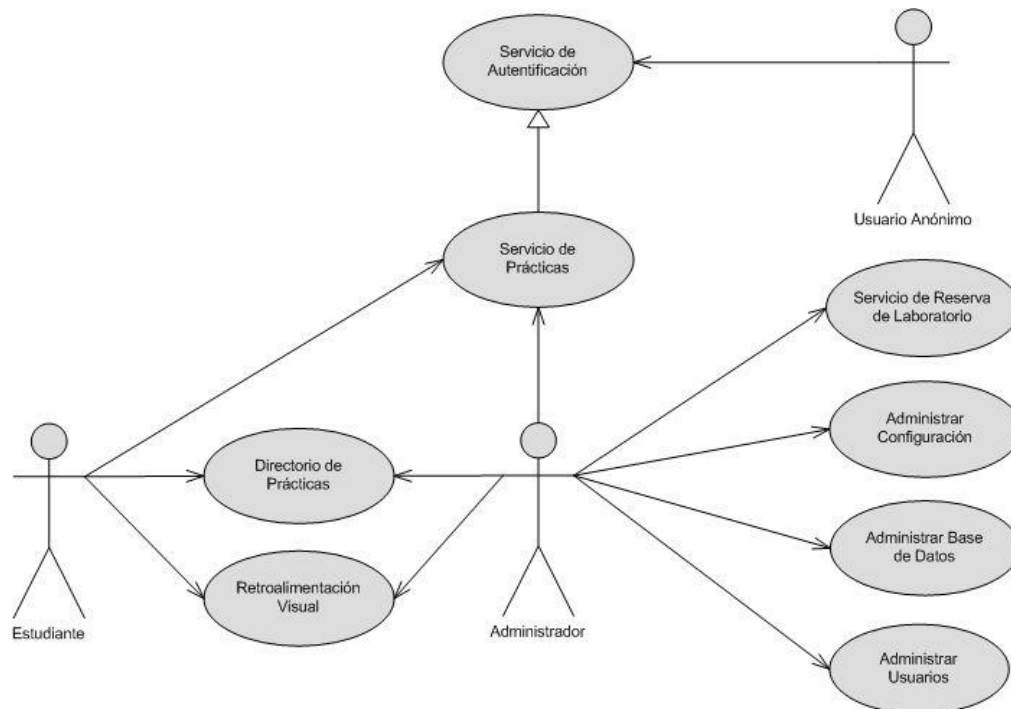 Servicio de
Autentificación
Usuario Anónimo
Servicio de
Prácticas
Servicio de Reserva
de Laboratorio
Administrar
Configuración
Directorio de
Prácticas
Administrar Base
de Datos
Retroalimentación
Visual
Estudiante
Administrador
Administrar
Usuarios